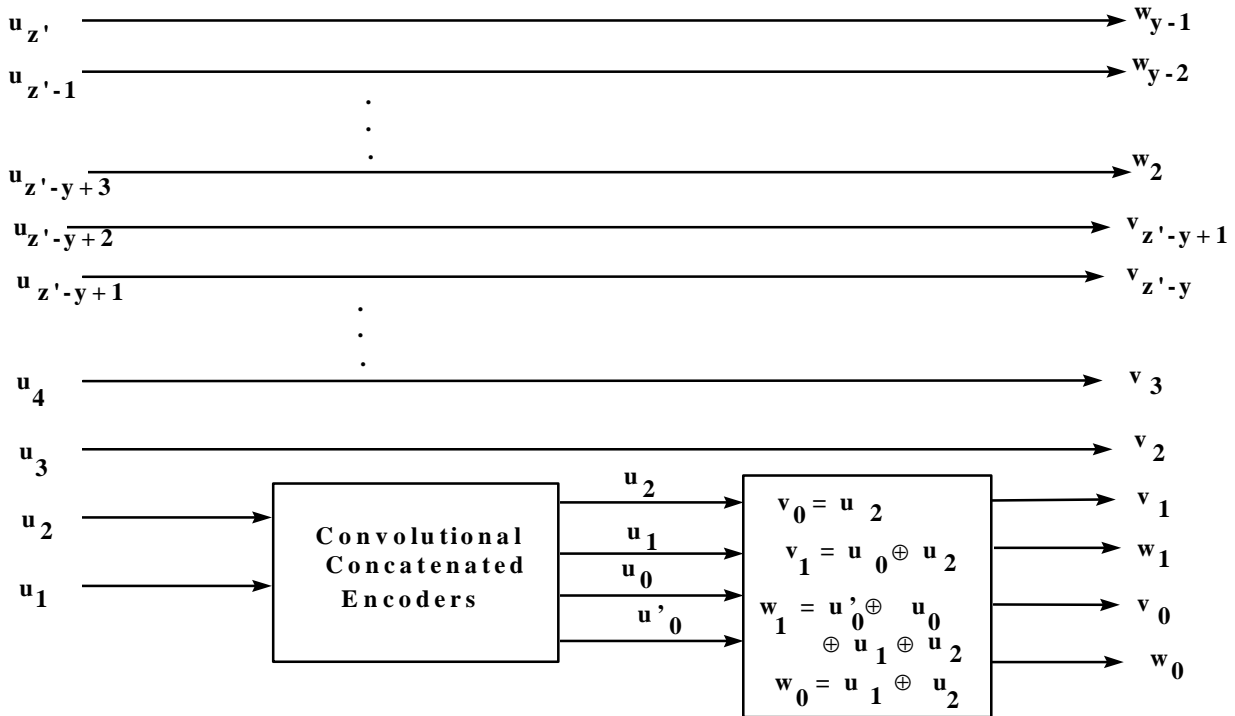 u z' w y-1
u z'-1 w y-2
u z'-y+3 w 2
u z'-y+2 v z'-y+1
u z'-y+1 v z'-y
u 4 v 3
u 3 v 2
u 2 v 1
u 2 u 1 w 1
u 1 u 0 v 0
u' 0 w 0
Convolutional
Concatenated
Encoders
v 0 = u 2
v 1 = u 0 ⊕ u 2
w 1 = u' 0 ⊕ u 0
⊕ u 1 ⊕ u 2
w 0 = u 1 ⊕ u 2